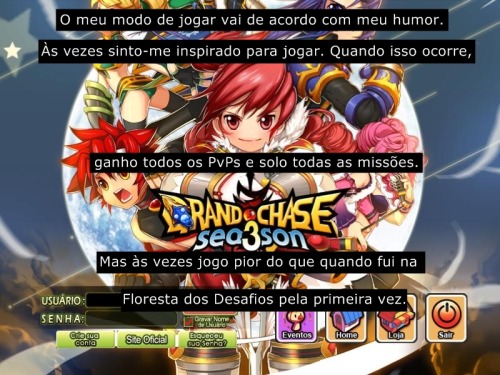 O meu modo de jogar vai de acordo com meu humor.
Às vezes sinto-me inspirado para jogar. Quando isso ocorre,
ganho todos os PvPs e solo todas as missões.
GRAND CHASE
season 3
Mas às vezes jogo pior do que quando fui na
Floresta dos Desafios pela primeira vez.
USUÁRIO:
SENHA:
Gravar Nome
de Usuário
Crie sua
conta
Site Oficial
Esqueceu
sua Senha?
Eventos
Home
Loja
Sair